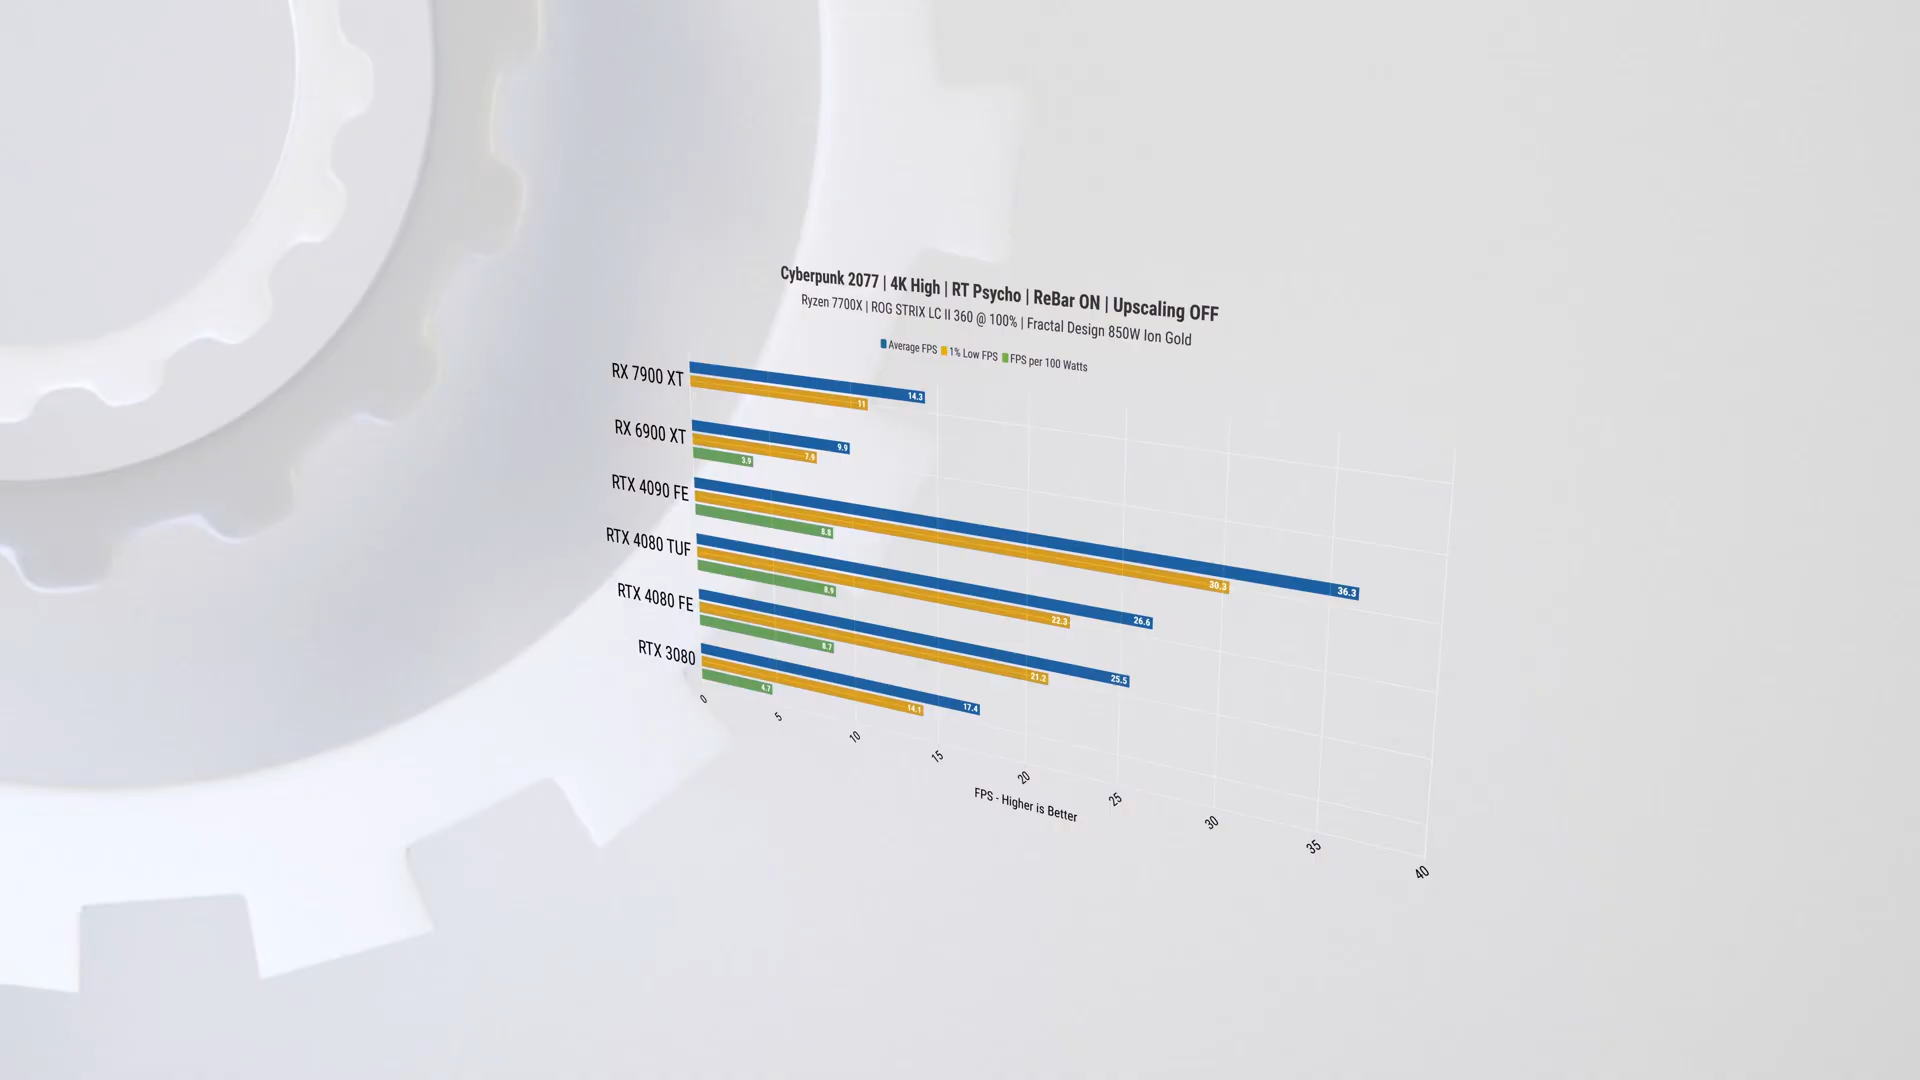 Cyberpunk 2077 | 4K High | RT Psycho | ReBar ON | Upscaling OFF
Ryzen 7700X | ROG STRIX LC II 360 @ 100% | Fractal Design 850W Ion Gold
Average FPS 1% Low FPS FPS per 100 Watts
RX 7900 XT
14.3
11
RX 6900 XT
9.9
7.9
3.9
RTX 4090 FE
36.3
30.3
8.8
RTX 4080 TUF
26.6
22.3
8.9
RTX 4080 FE
25.5
21.2
8.7
RTX 3080
17.4
14.1
4.7
0 5 10 15 20 25 30 35 40
FPS - Higher is Better